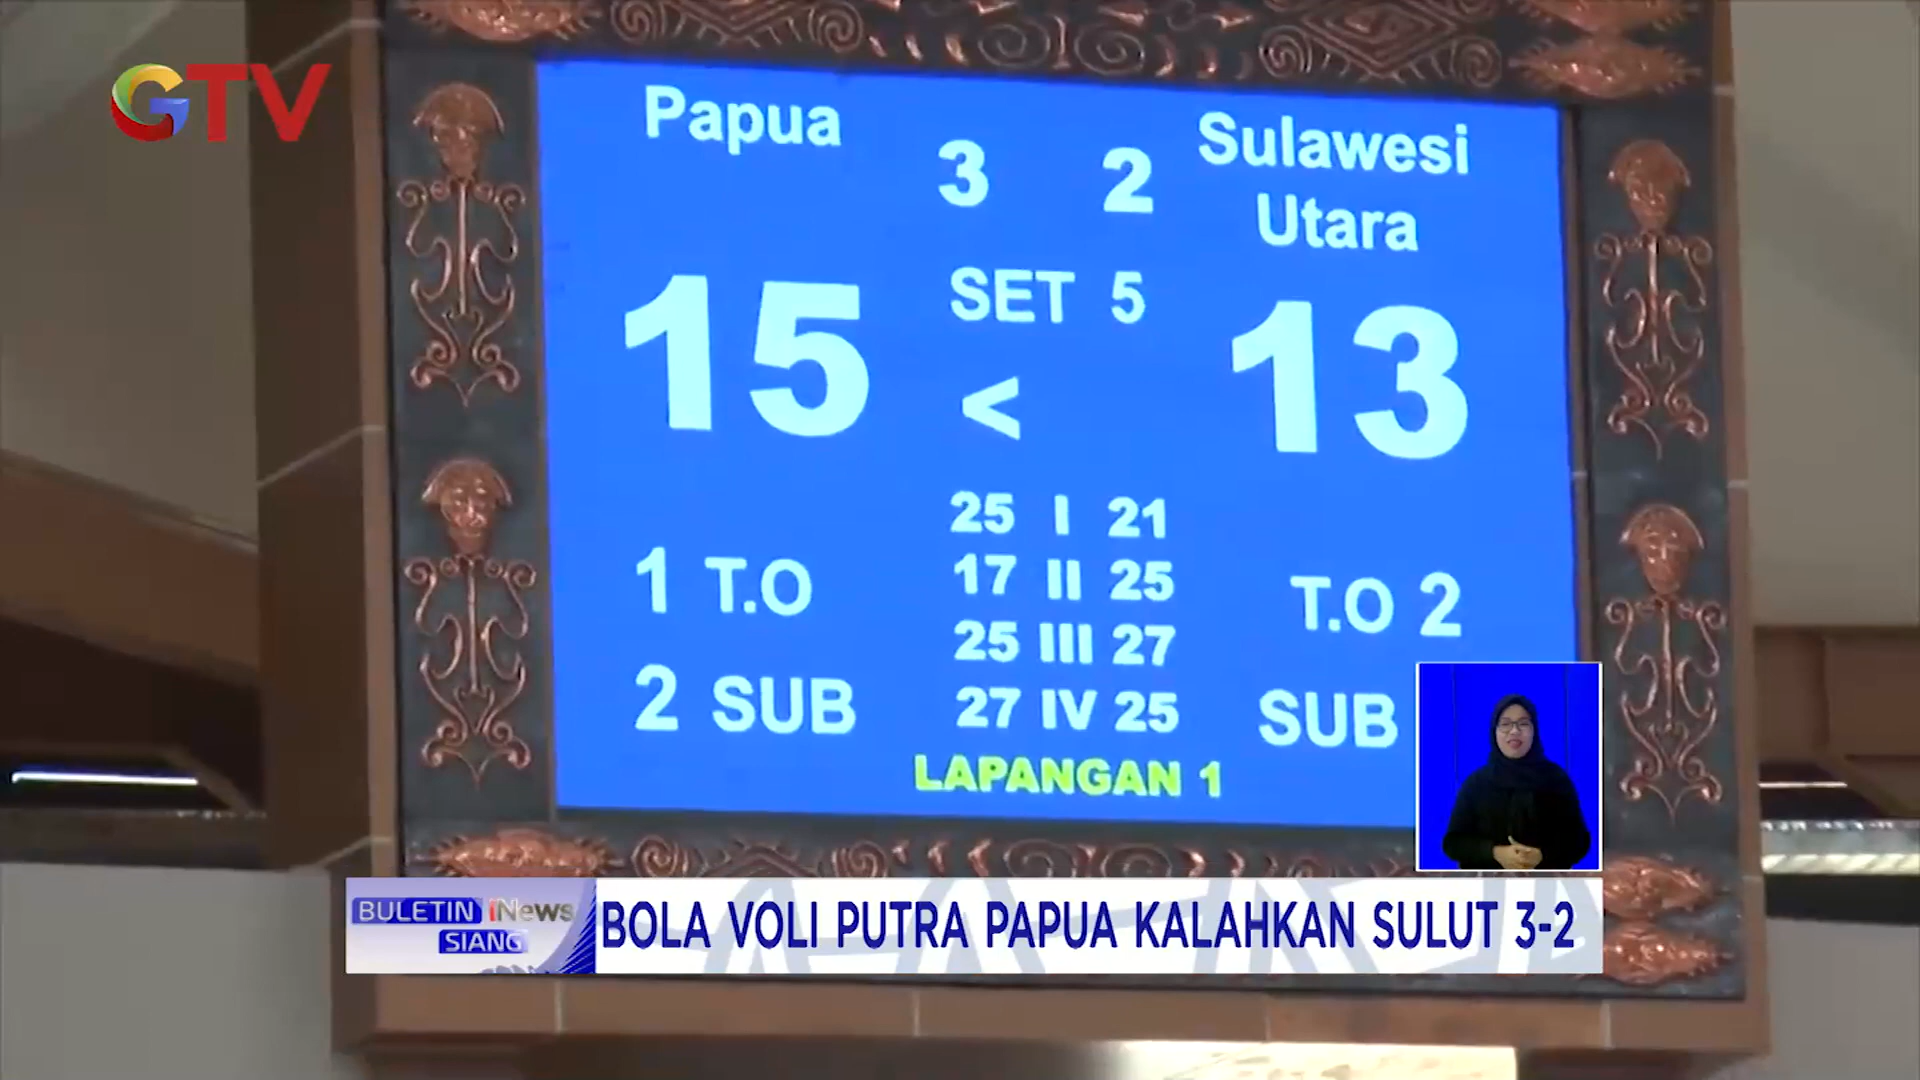 GTV
Papua
3 2
Sulawesi
Utara
SET 5
15 < 13
25 I 21
17 II 25
25 III 27
27 IV 25
1 T.O
T.O 2
2 SUB
SUB
LAPANGAN 1
BULETIN iNews
SIANG
BOLA VOLI PUTRA PAPUA KALAHKAN SULUT 3-2